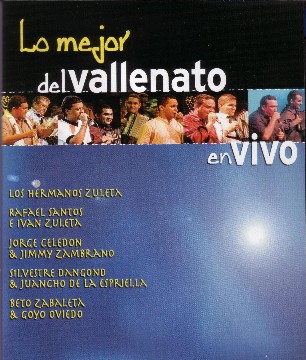 Lo mejor
del vallenato
en vivo
LOS HERMANOS ZULETA
RAFAEL SANTOS
E IVAN ZULETA
JORGE CELEDON
& JIMMY ZAMBRANO
SILVESTRE DANGOND
& JUANCHO DE LA ESPRIELLA
BETO ZABALETA
& GOYO OVIEDO